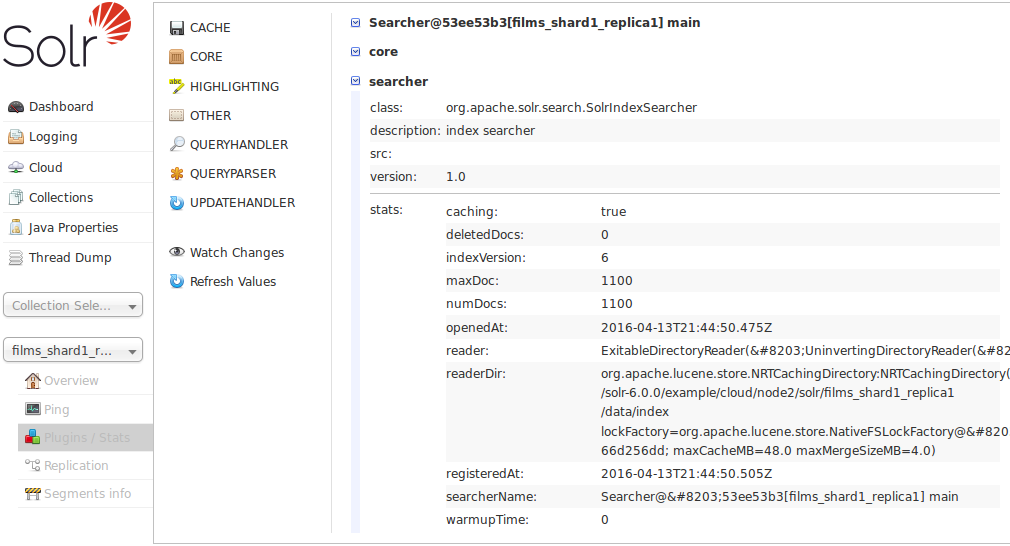 Solr
Dashboard
Logging
Cloud
Collections
Java Properties
Thread Dump
Collection Sele...
films_shard1_r...
Overview
Ping
Plugins / Stats
Replication
Segments info
CACHE
CORE
abc
HIGHLIGHTING
OTHER
QUERYHANDLER
QUERYPARSER
UPDATEHANDLER
Watch Changes
Refresh Values
Searcher@53ee53b3[films_shard1_replica1] main
core
searcher
class: org.apache.solr.search.SolrIndexSearcher
description: index searcher
src:
version: 1.0
stats: caching: true
deletedDocs: 0
indexVersion: 6
maxDoc: 1100
numDocs: 1100
openedAt: 2016-04-13T21:44:50.475Z
reader: ExitableDirectoryReader(&#8203;UninvertingDirectoryReader(&#8
readerDir: org.apache.lucene.store.NRTCachingDirectory:NRTCachingDirectory(
/solr-6.0.0/example/cloud/node2/solr/films_shard1_replica1
/data/index
lockFactory=org.apache.lucene.store.NativeFSLockFactory@&#820
66d256dd; maxCacheMB=48.0 maxMergeSizeMB=4.0)
registeredAt: 2016-04-13T21:44:50.505Z
searcherName: Searcher@&#8203;53ee53b3[films_shard1_replica1] main
warmupTime: 0